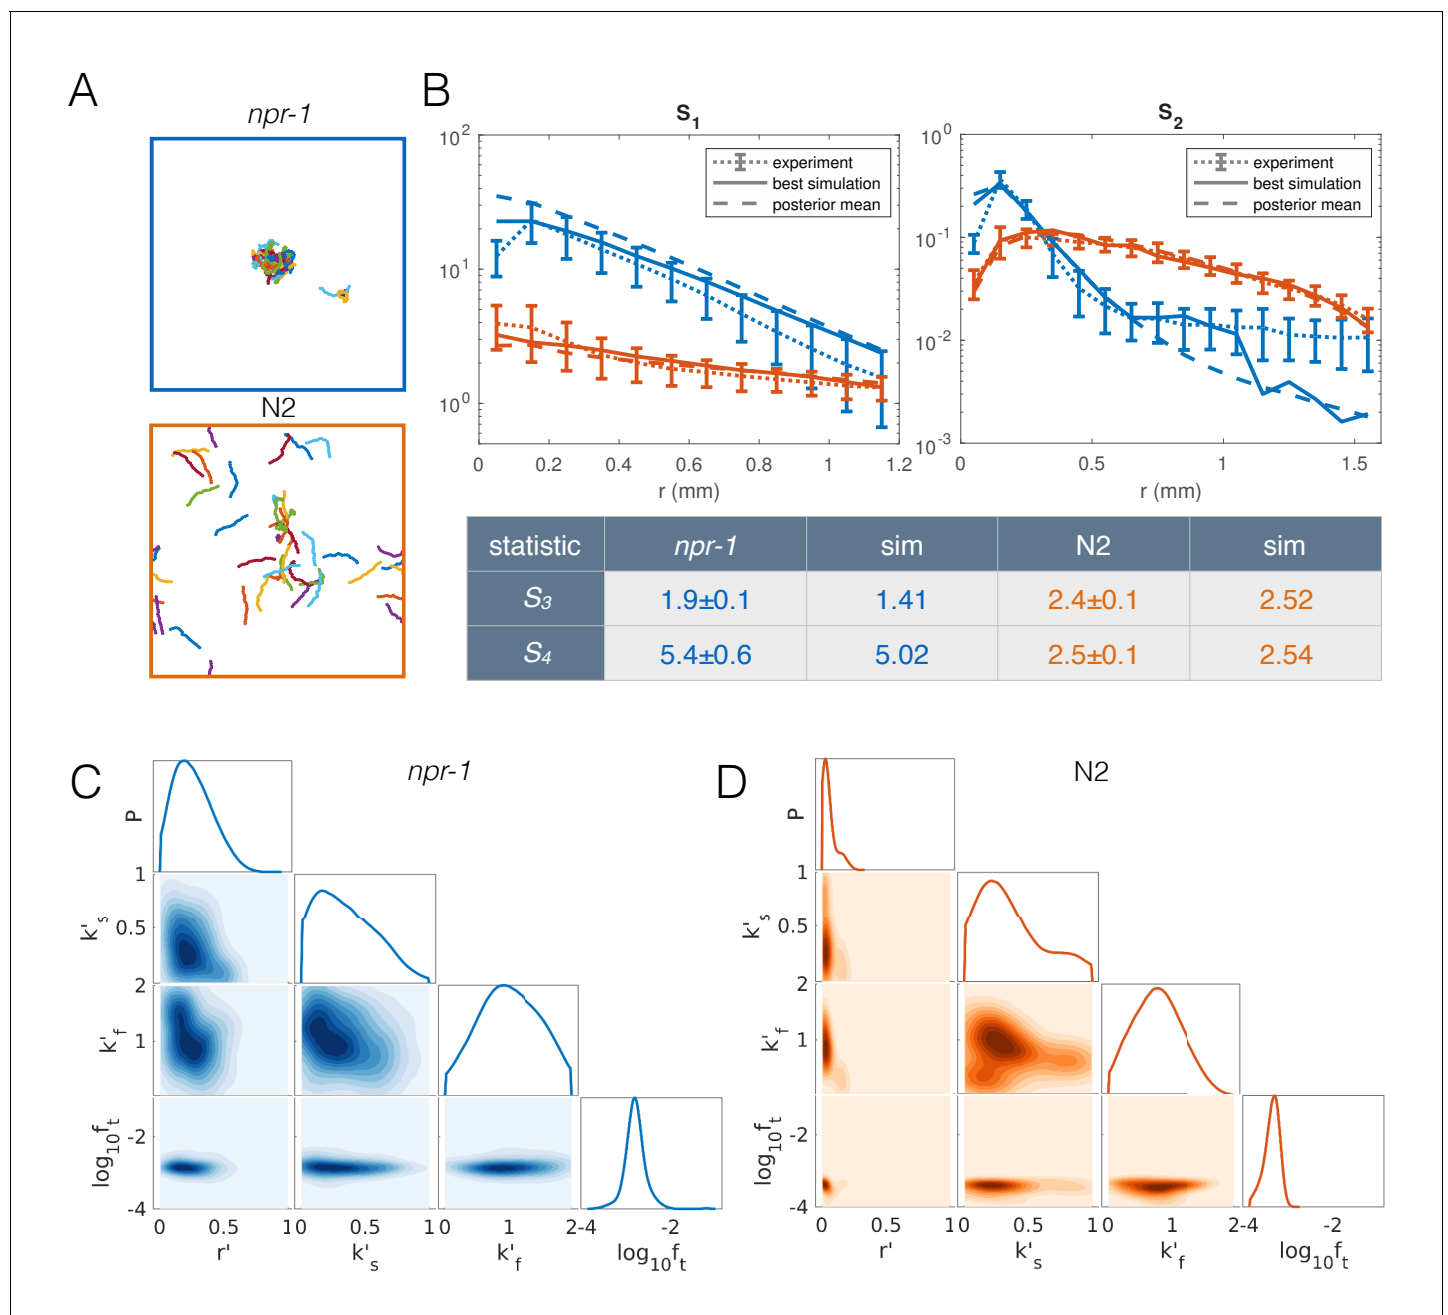 A
npr-1
N2
B
S1
10^2
10^1
10^0
experiment
best simulation
posterior mean
0 0.2 0.4 0.6 0.8 1 1.2
r (mm)
S2
10^0
10^-1
10^-2
10^-3
experiment
best simulation
posterior mean
0 0.5 1 1.5
r (mm)
statistic npr-1 sim N2 sim
S3 1.9±0.1 1.41 2.4±0.1 2.52
S4 5.4±0.6 5.02 2.5±0.1 2.54
C
npr-1
P
1
k's 0.5
2
k'f 1
log10ft -2
-4
0 0.5 1 0 0.5 1 0 1 2 -4 -2
r' k's k'f log10ft
D
N2
P
1
k's 0.5
2
k'f 1
log10ft -2
-4
0 0.5 1 0 0.5 1 0 1 2 -4 -2
r' k's k'f log10ft